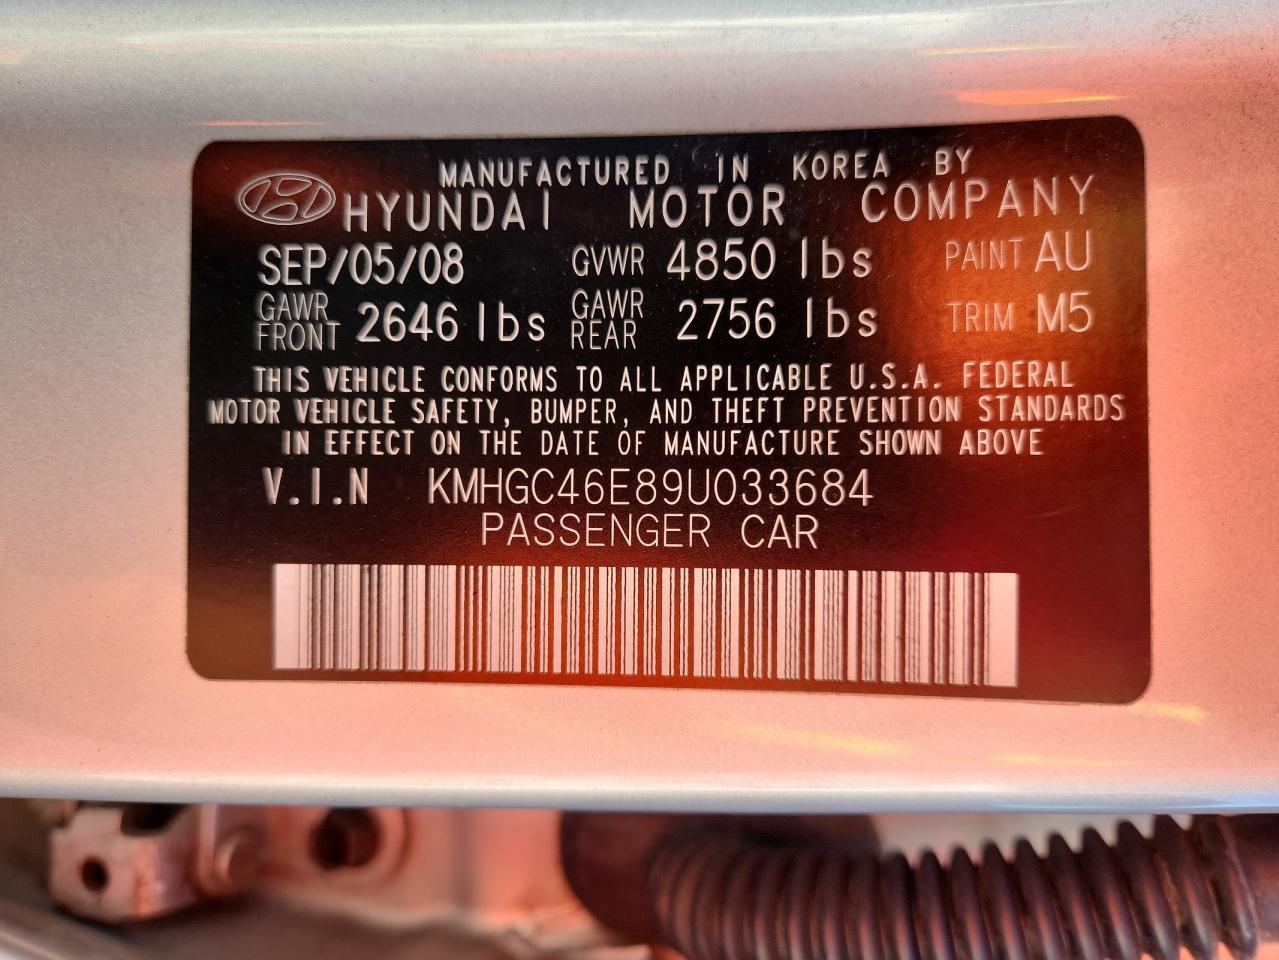 MANUFACTURED IN KOREA BY
HYUNDAI MOTOR COMPANY
SEP/05/08 GVWR 4850 lbs PAINT AU
GAWR FRONT 2646 lbs GAWR REAR 2756 lbs TRIM M5
THIS VEHICLE CONFORMS TO ALL APPLICABLE U.S.A. FEDERAL
MOTOR VEHICLE SAFETY, BUMPER, AND THEFT PREVENTION STANDARDS
IN EFFECT ON THE DATE OF MANUFACTURE SHOWN ABOVE
V.I.N KMHGC46E89U033684
PASSENGER CAR